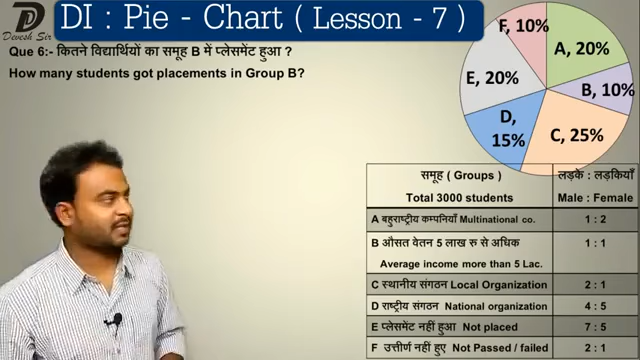 DI : Pie - Chart ( Lesson - 7 )
Devesh Sir
Que 6:- कितने विद्यार्थियों का समूह B में प्लेसमेंट हुआ ?
How many students got placements in Group B?
F, 10%
A, 20%
E, 20%
B, 10%
D,
15%
C, 25%
समूह ( Groups )
Total 3000 students
लड़के : लड़कियाँ
Male : Female
A बहुराष्ट्रीय कम्पनियाँ Multinational co. 1 : 2
B औसत वेतन 5 लाख रु से अधिक 1 : 1
Average income more than 5 Lac.
C स्थानीय संगठन Local Organization 2 : 1
D राष्ट्रीय संगठन National organization 4 : 5
E प्लेसमेंट नहीं हुआ Not placed 7 : 5
F उत्तीर्ण नहीं हुए Not Passed / failed 2 : 1